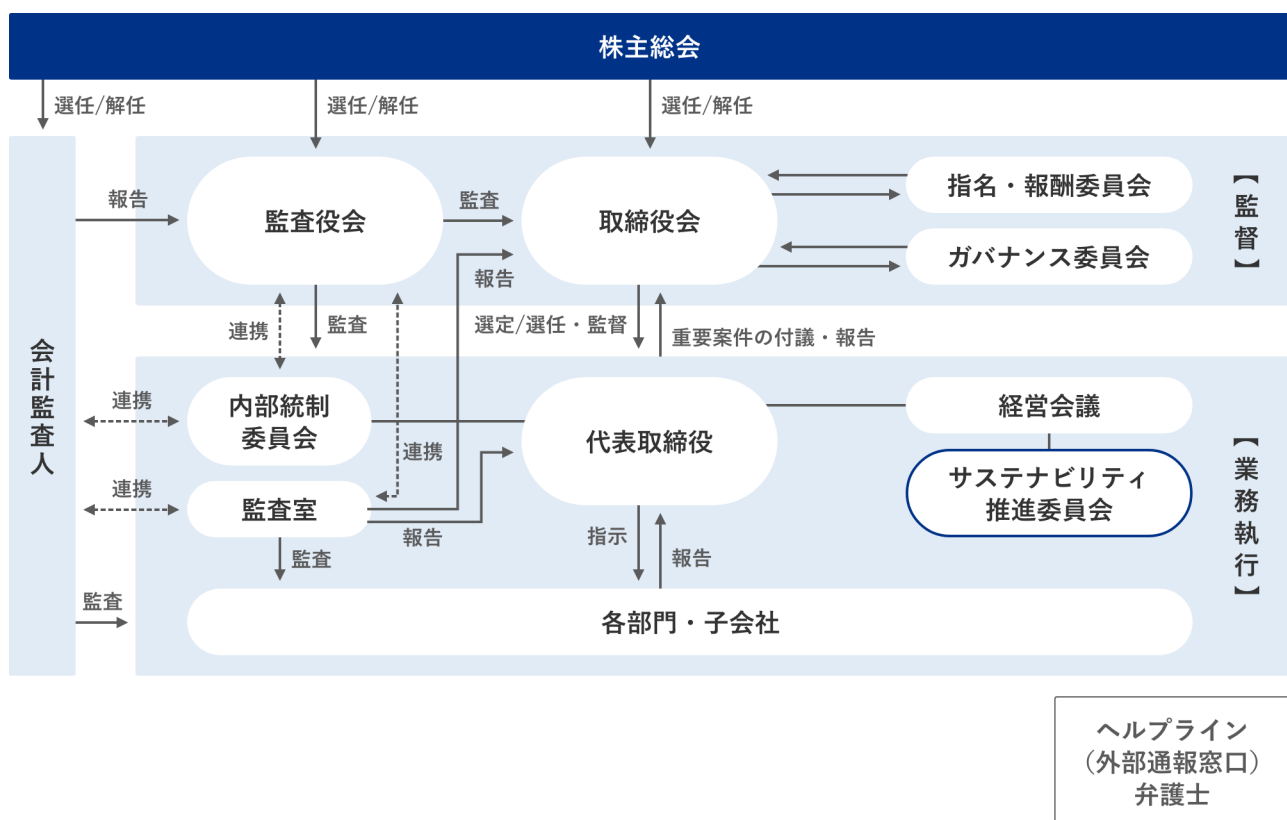 株主総会
選任/解任
選任/解任
選任/解任
報告
監査役会
監査
取締役会
指名・報酬委員会
ガバナンス委員会
【監督】
報告
連携
監査
選定/選任・監督
重要案件の付議・報告
会計監査人
連携
内部統制
委員会
連携
代表取締役
経営会議
サステナビリティ
推進委員会
【業務執行】
連携
監査室
報告
監査
指示
報告
監査
各部門・子会社
ヘルプライン
（外部通報窓口）
弁護士